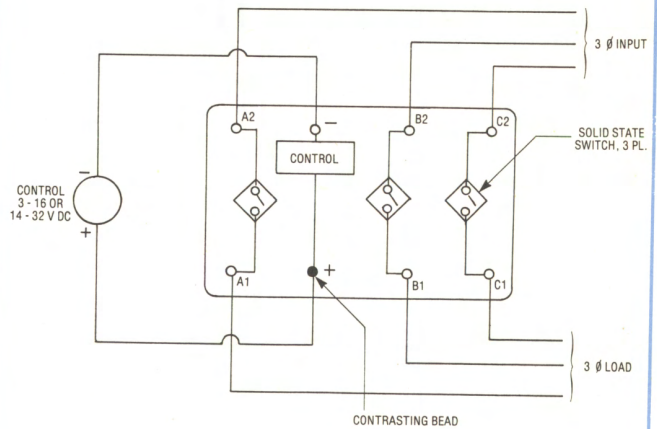 3 Ø INPUT
A2
−
B2
C2
SOLID STATE
SWITCH, 3 PL.
CONTROL
−
CONTROL
3 - 16 OR
14 - 32 V DC
+
A1
+
B1
C1
3 Ø LOAD
CONTRASTING BEAD